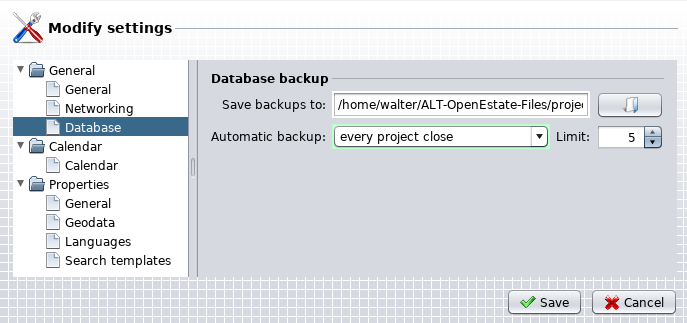 Modify settings
General
General
Networking
Database
Calendar
Calendar
Properties
General
Geodata
Languages
Search templates
Database backup
Save backups to: /home/walter/ALT-OpenEstate-Files/proje
Automatic backup: every project close Limit: 5
Save Cancel